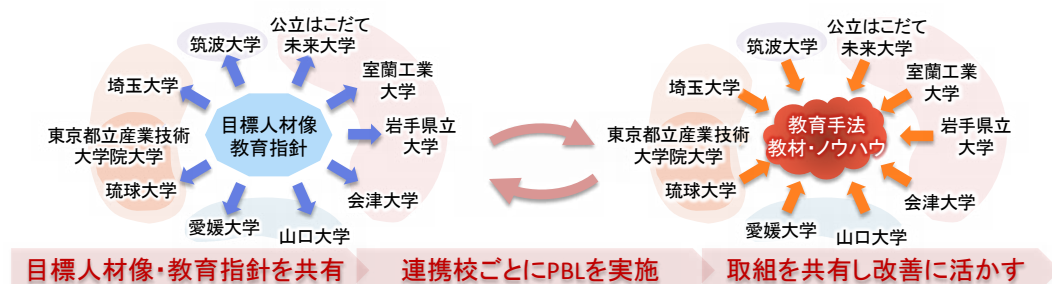 公立はこだて
未来大学
筑波大学
室蘭工業
大学
埼玉大学
目標人材像
教育指針
岩手県立
大学
東京都立産業技術
大学院大学
琉球大学
会津大学
愛媛大学
山口大学
公立はこだて
未来大学
筑波大学
室蘭工業
大学
埼玉大学
教育手法
教材・ノウハウ
岩手県立
大学
東京都立産業技術
大学院大学
琉球大学
会津大学
愛媛大学
山口大学
目標人材像・教育指針を共有
連携校ごとにPBLを実施
取組を共有し改善に活かす